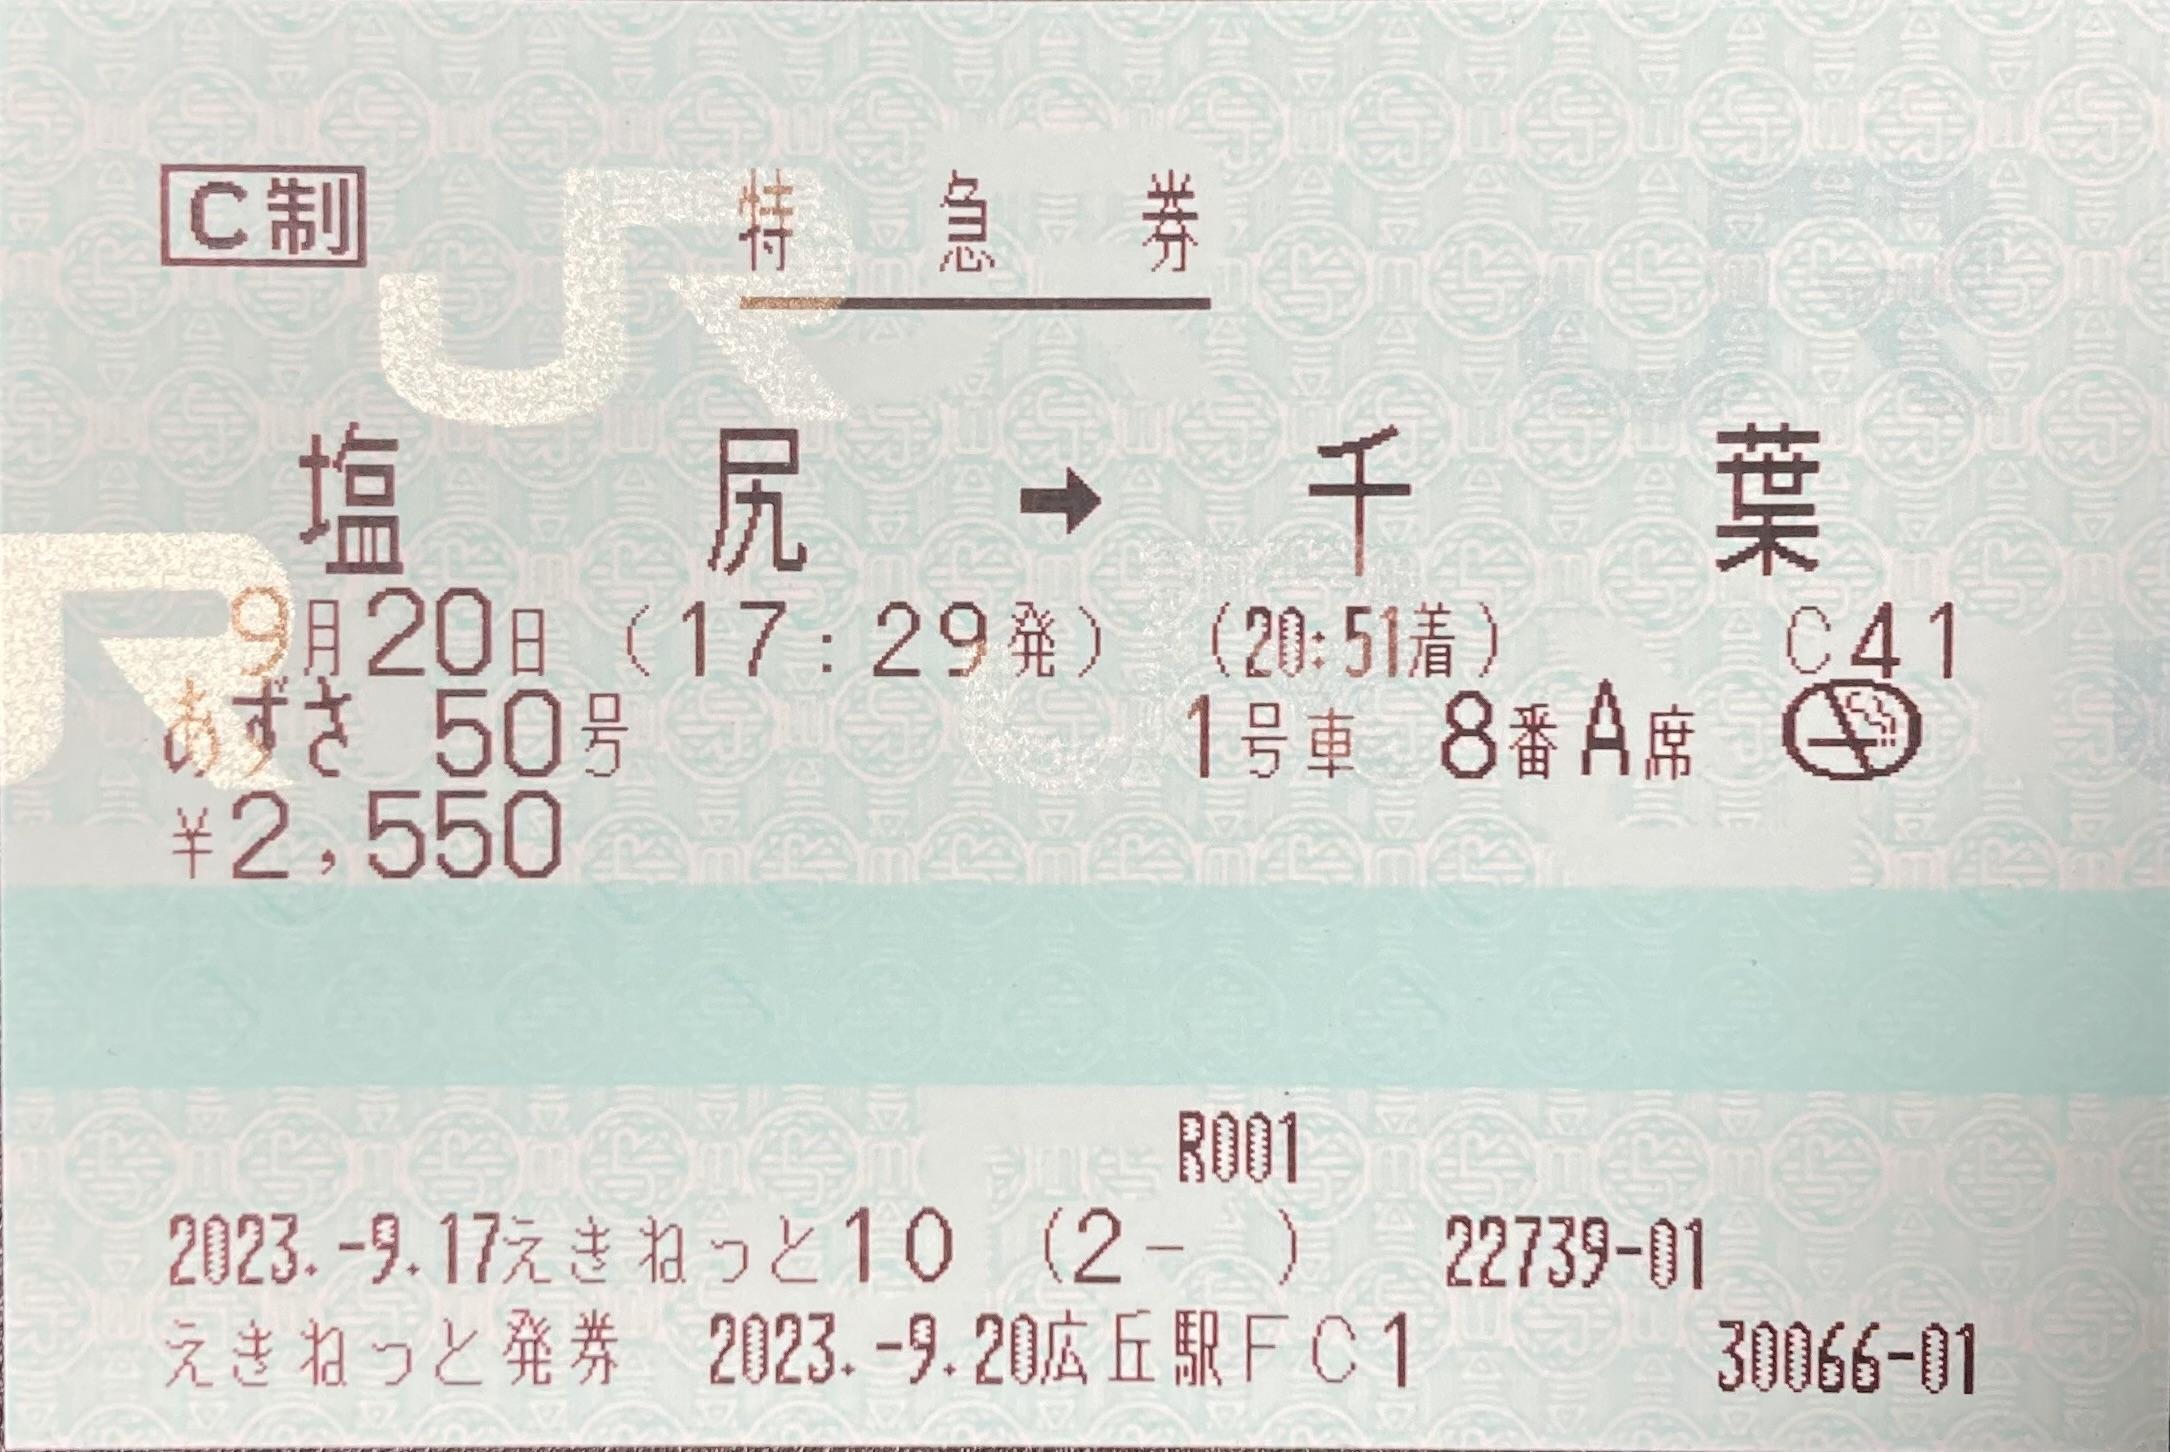 C制 特急券
塩尻➡千葉
9月20日 (17:29発) (20:51着) C41
あずさ 50号 1号車 8番A席
¥2,550
R001
2023.-9.17えきねっと10 (2- ) 22739-01
えきねっと発券 2023.-9.20広丘駅FC1 30066-01